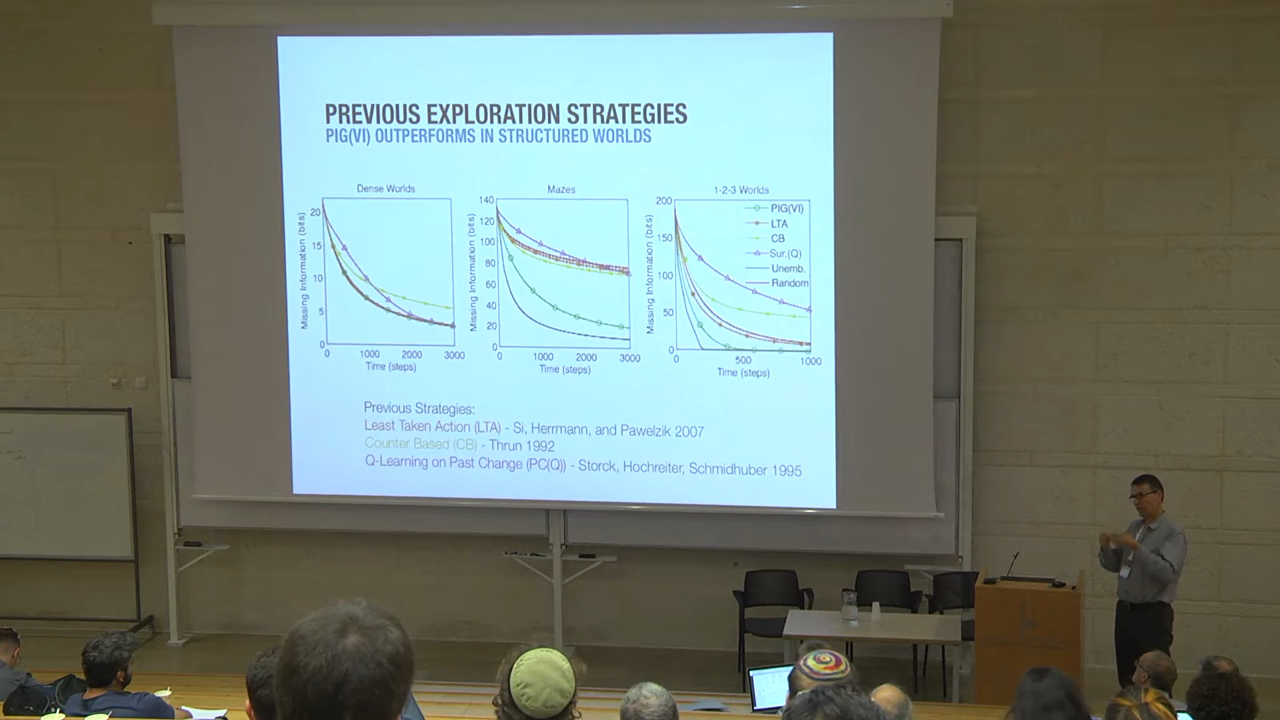 PREVIOUS EXPLORATION STRATEGIES
PIG(VI) OUTPERFORMS IN STRUCTURED WORLDS
Dense Worlds
Missing Information (bits)
20
15
10
5
0
0 1000 2000 3000
Time (steps)
Mazes
Missing Information (bits)
140
120
100
80
60
40
20
0
0 1000 2000 3000
Time (steps)
1-2-3 Worlds
Missing Information (bits)
200
150
100
50
0
0 500 1000
Time (steps)
PIG(VI)
LTA
CB
Sur.(Q)
Unemb.
Random
Previous Strategies:
Least Taken Action (LTA) - Si, Herrmann, and Pawelzik 2007
Counter Based (CB) - Thrun 1992
Q-Learning on Past Change (PC(Q)) - Storck, Hochreiter, Schmidhuber 1995